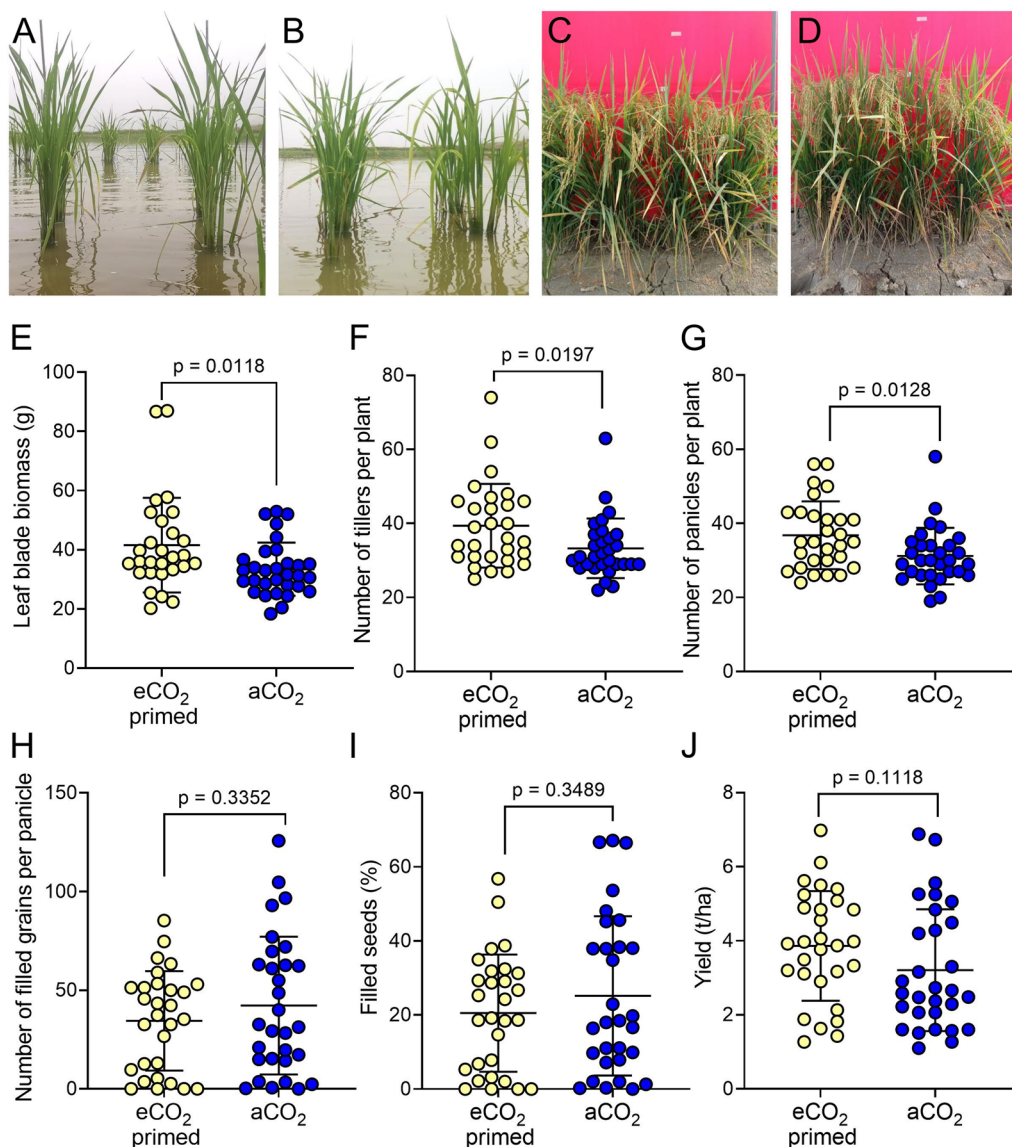 A
B
C
D
E
p = 0.0118
Leaf blade biomass (g)
100
80
60
40
20
0
eCO₂
primed
aCO₂
F
p = 0.0197
Number of tillers per plant
80
60
40
20
0
eCO₂
primed
aCO₂
G
p = 0.0128
Number of panicles per plant
80
60
40
20
0
eCO₂
primed
aCO₂
H
p = 0.3352
Number of filled grains per panicle
150
100
50
0
eCO₂
primed
aCO₂
I
p = 0.3489
Filled seeds (%)
80
60
40
20
0
eCO₂
primed
aCO₂
J
p = 0.1118
Yield (t/ha)
8
6
4
2
0
eCO₂
primed
aCO₂